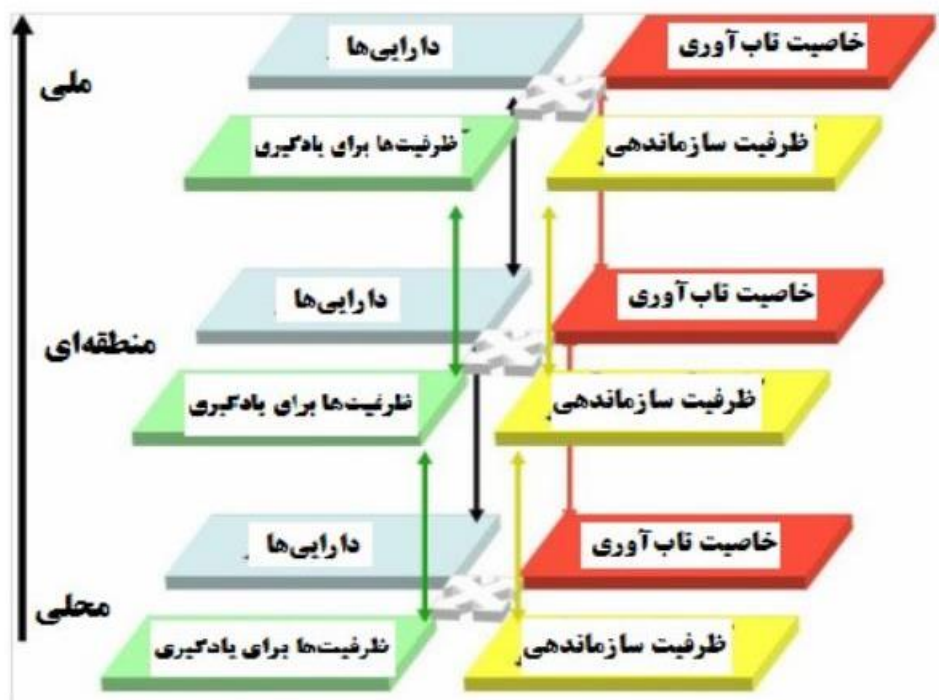 خاصیت تاب‌آوری
دارایی‌ها
ملی
ظرفیت سازماندهی
ظرفیت‌ها برای یادگیری
خاصیت تاب‌آوری
دارایی‌ها
منطقه‌ای
ظرفیت سازماندهی
ظرفیت‌ها برای یادگیری
خاصیت تاب‌آوری
دارایی‌ها
محلی
ظرفیت سازماندهی
ظرفیت‌ها برای یادگیری